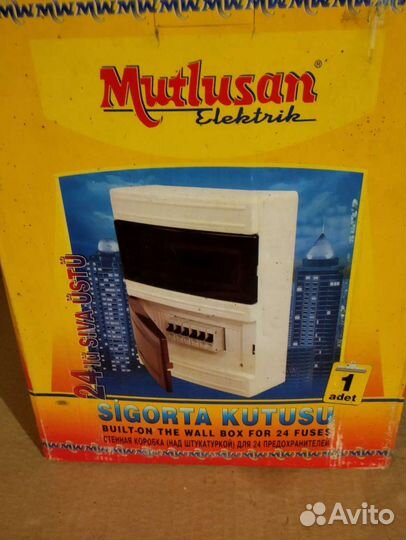 Mutlusan®
Elektrik
24'lü SIVA ÜSTÜ
1
adet
SİGORTA KUTUSU
BUILT-ON THE WALL BOX FOR 24 FUSES
СТЕННАЯ КОРОБКА (НАД ШТУКАТУРКОЙ) ДЛЯ 24 ПРЕДОХРАНИТЕЛЕЙ
Avito